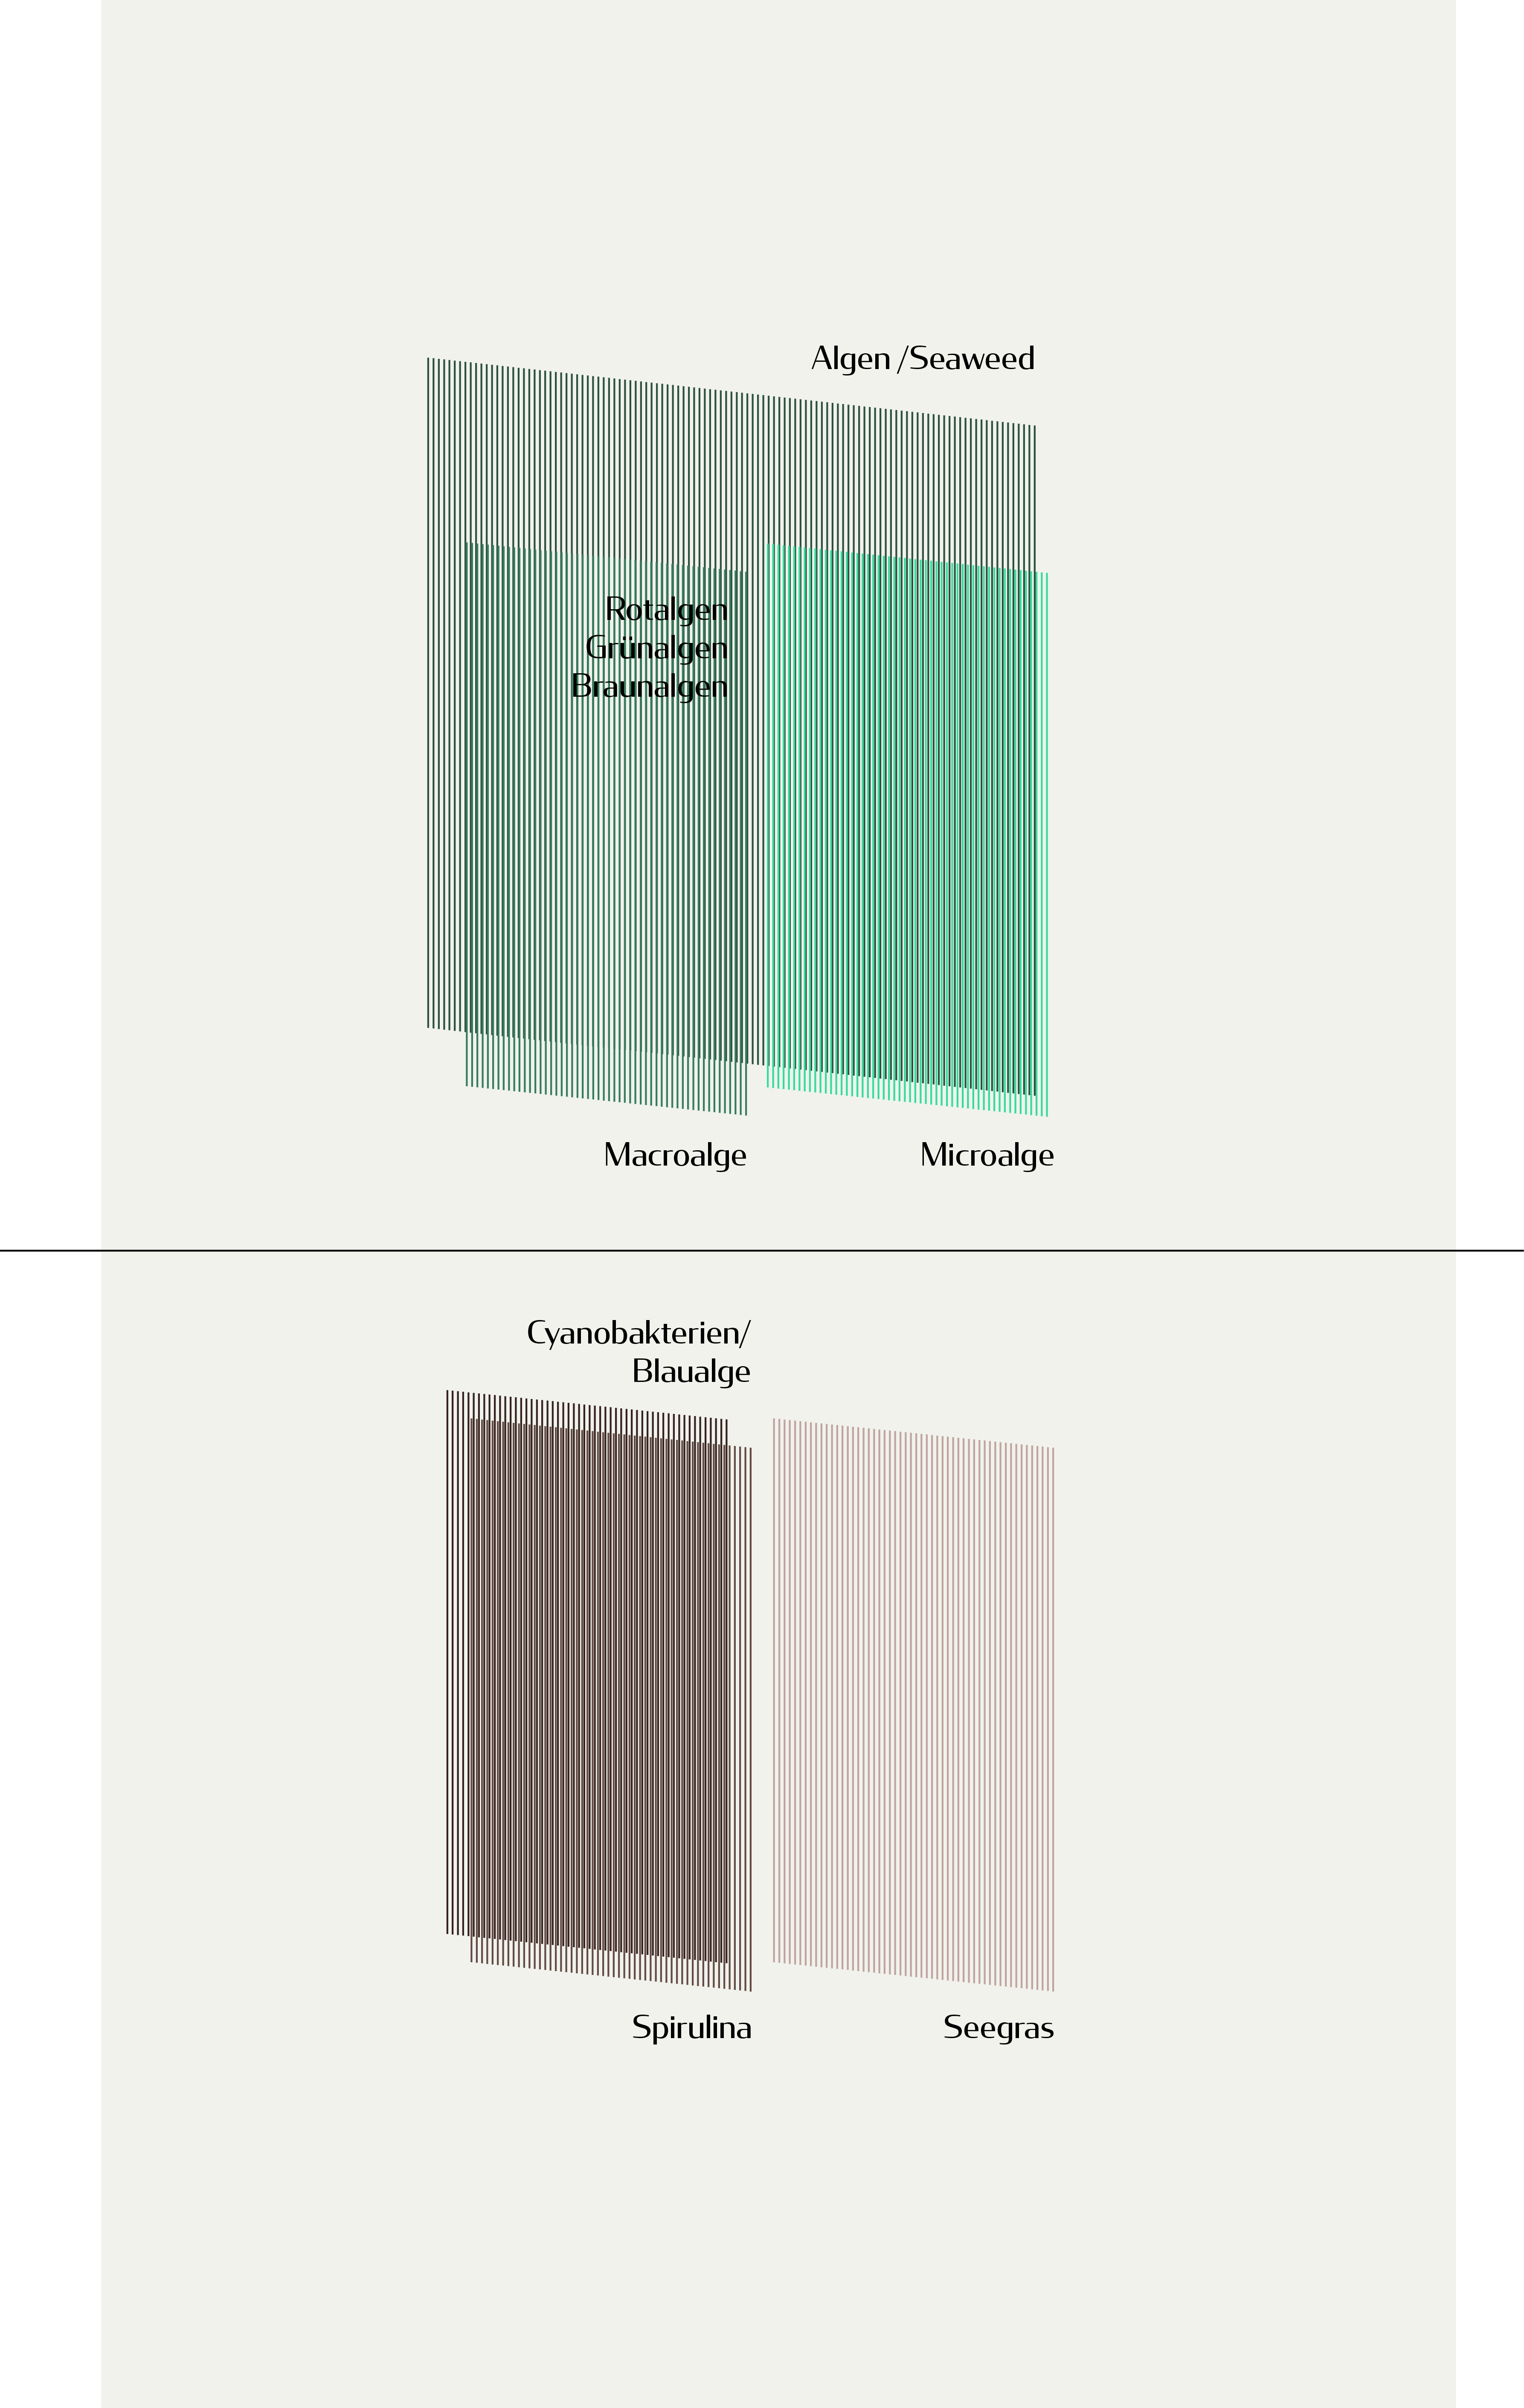 Algen /Seaweed
Rotalgen
Grünalgen
Braunalgen
Macroalge
Microalge
Cyanobakterien/
Blaualge
Spirulina
Seegras